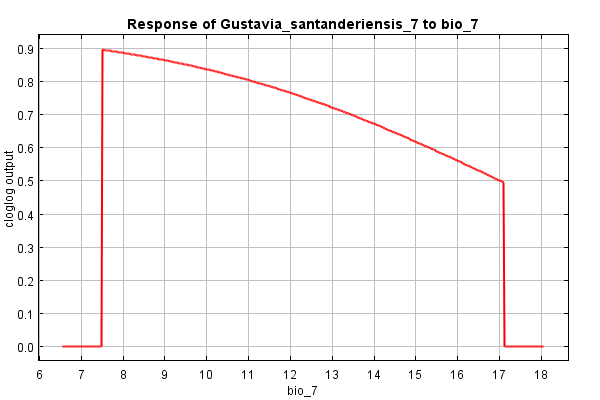 Response of Gustavia_santanderiensis_7 to bio_7
cloglog output
0.9
0.8
0.7
0.6
0.5
0.4
0.3
0.2
0.1
0.0
6 7 8 9 10 11 12 13 14 15 16 17 18
bio_7